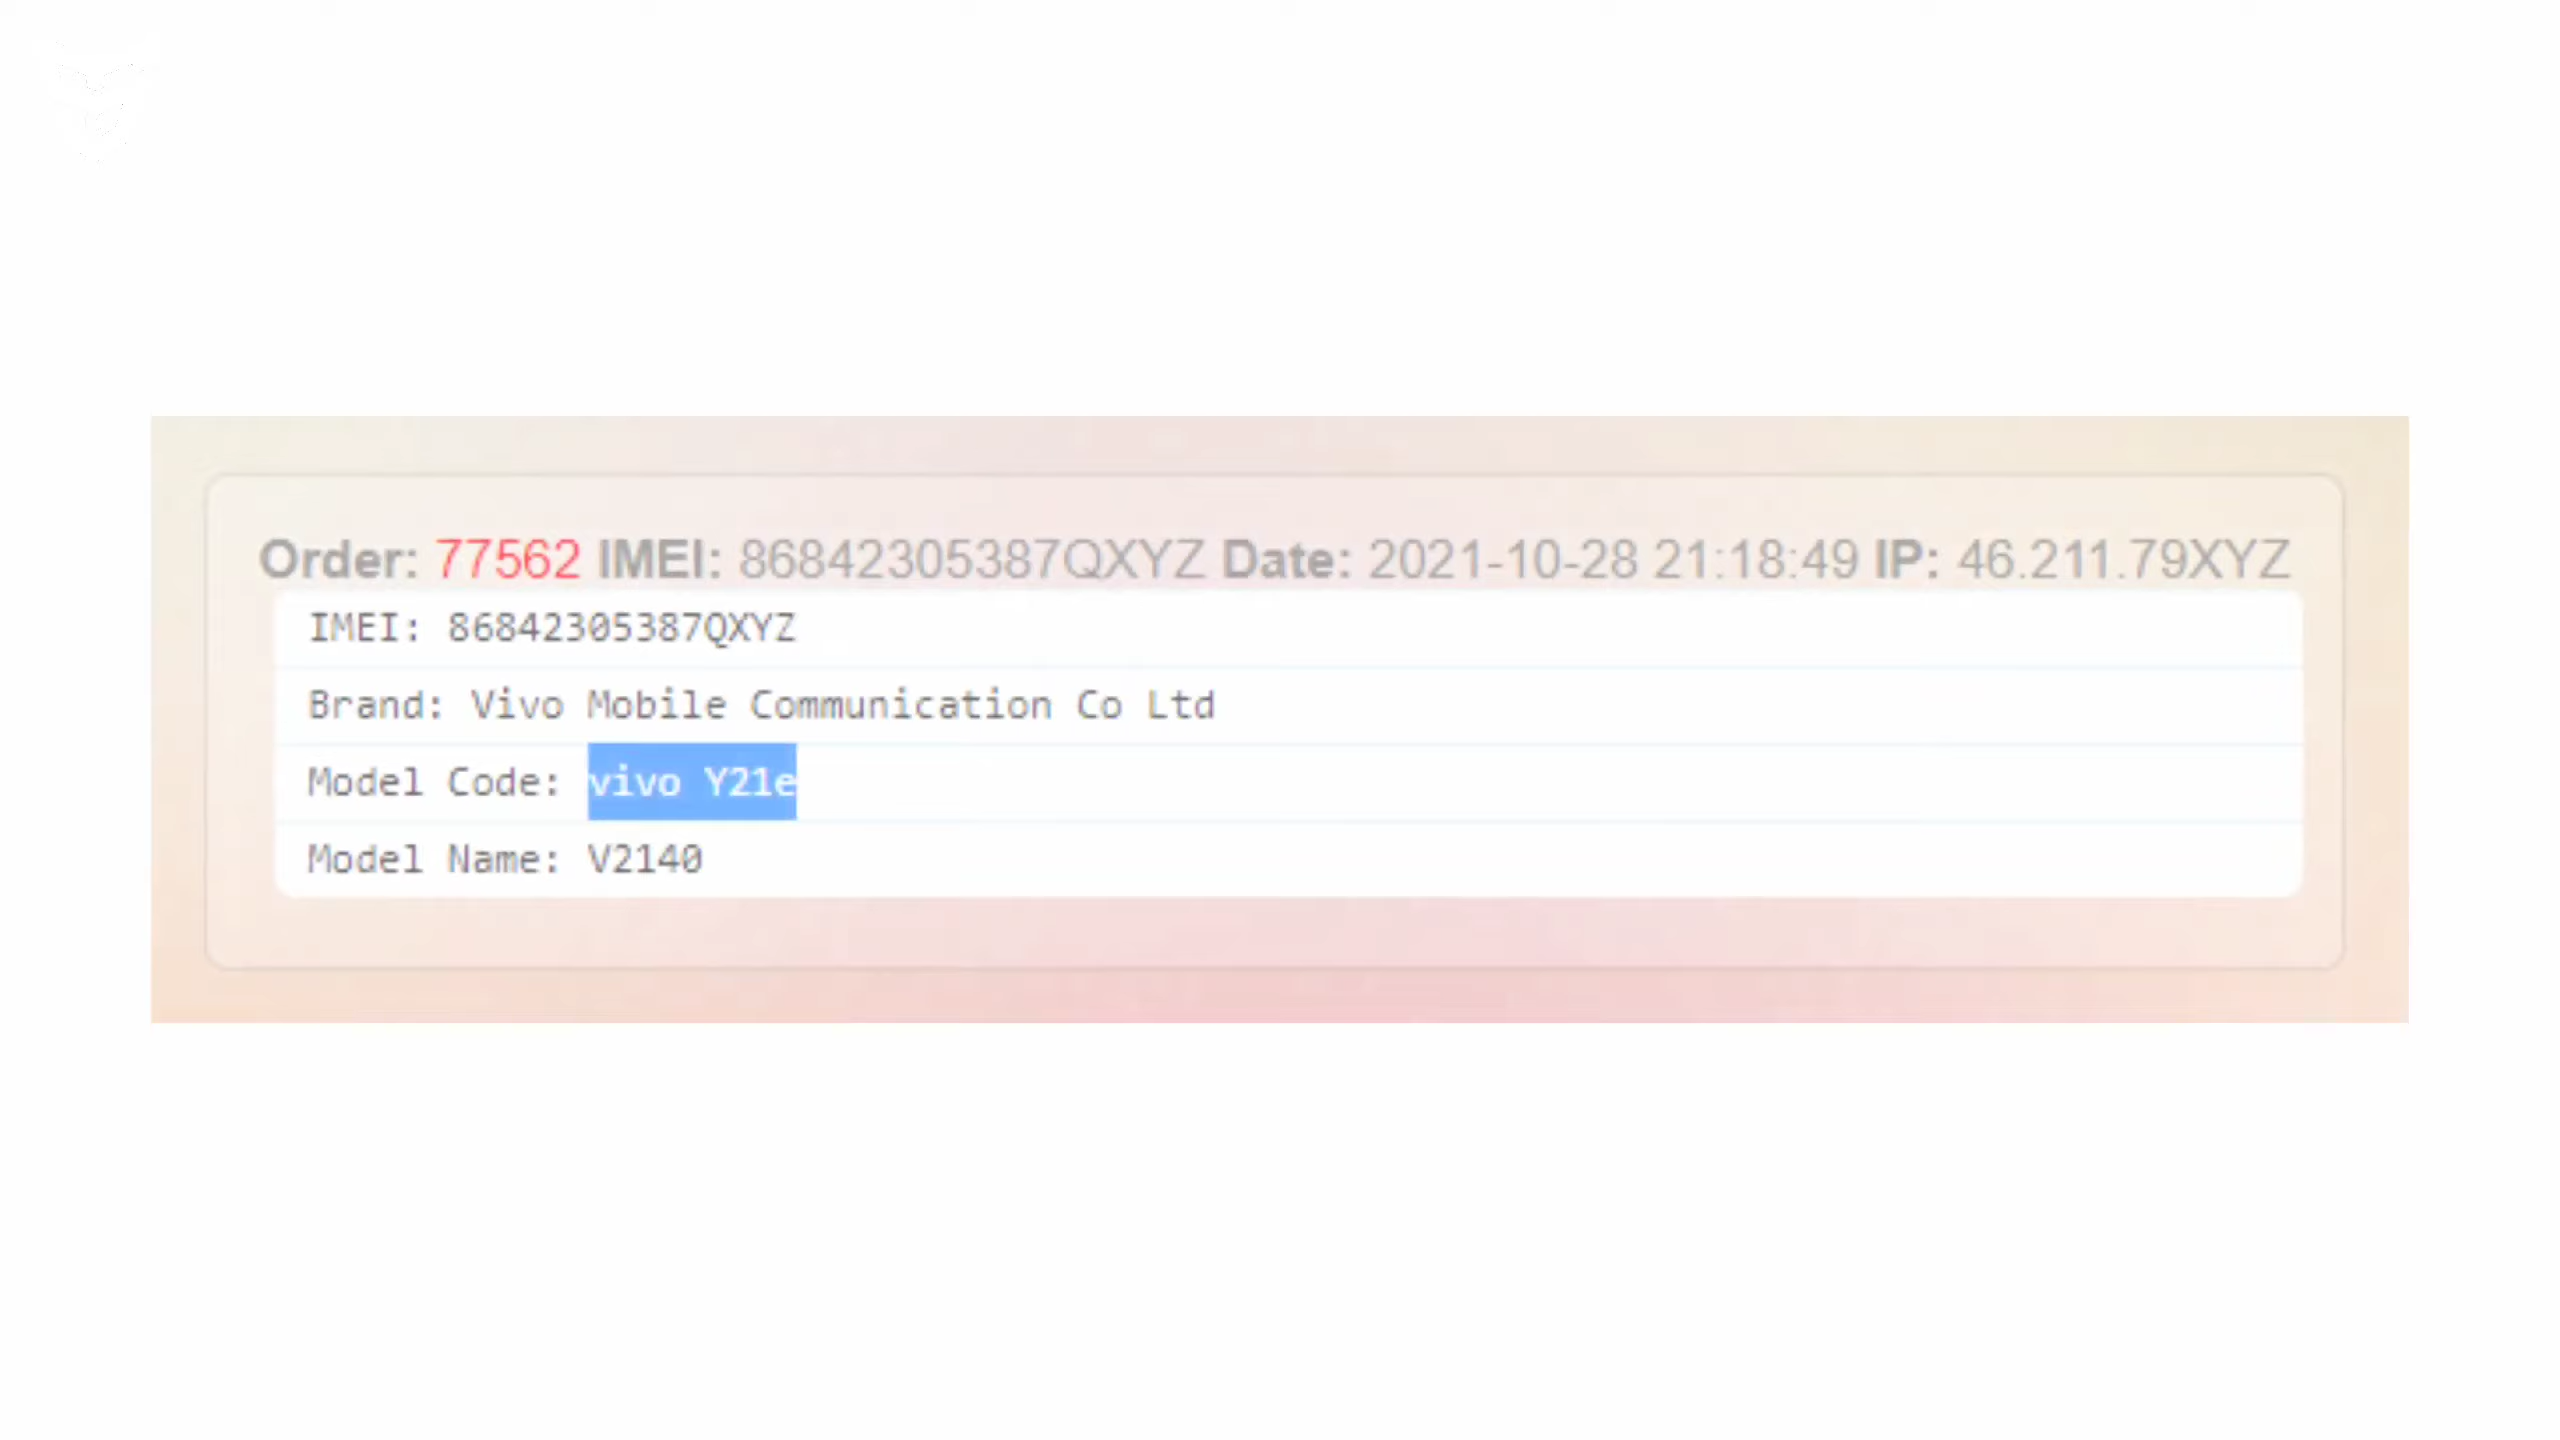 Order: 77562 IMEI: 86842305387QXYZ Date: 2021-10-28 21:18:49 IP: 46.211.79XYZ
IMEI: 86842305387QXYZ
Brand: Vivo Mobile Communication Co Ltd
Model Code: vivo Y21e
Model Name: V2140